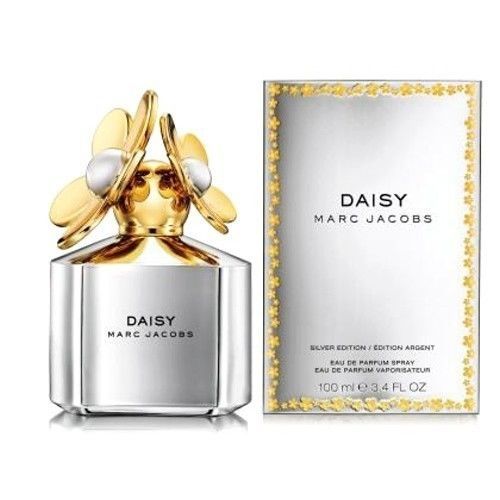 DAISY
MARC JACOBS
DAISY
MARC JACOBS
SILVER EDITION / ÉDITION ARGENT
EAU DE PARFUM SPRAY
EAU DE PARFUM VAPORISATEUR
100 ml ℮ 3.4 FL OZ